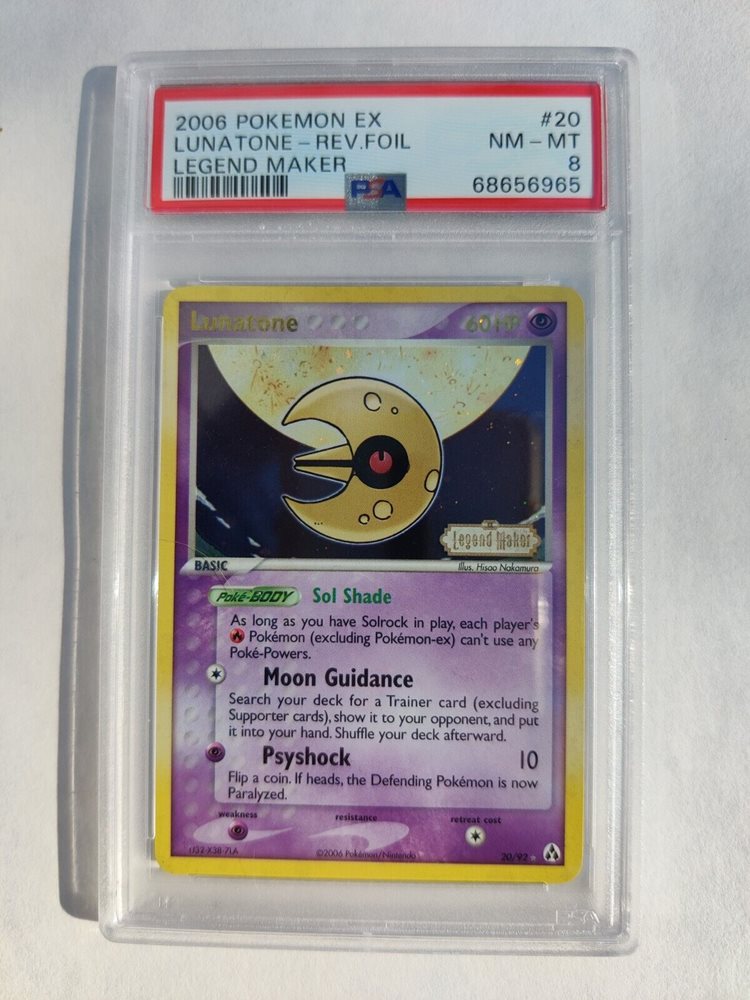 2006 POKEMON EX #20
LUNATONE - REV.FOIL NM - MT
LEGEND MAKER 8
PSA 68656965
Lunatone 60 HP
Legend Maker
BASIC Illus. Hisao Nakamura
Poké-BODY Sol Shade
As long as you have Solrock in play, each player's
Pokémon (excluding Pokémon-ex) can't use any
Poké-Powers.
Moon Guidance
Search your deck for a Trainer card (excluding
Supporter cards), show it to your opponent, and put
it into your hand. Shuffle your deck afterward.
Psyshock 10
Flip a coin. If heads, the Defending Pokémon is now
Paralyzed.
weakness resistance retreat cost
©2006 Pokémon/Nintendo 20/92
PSA